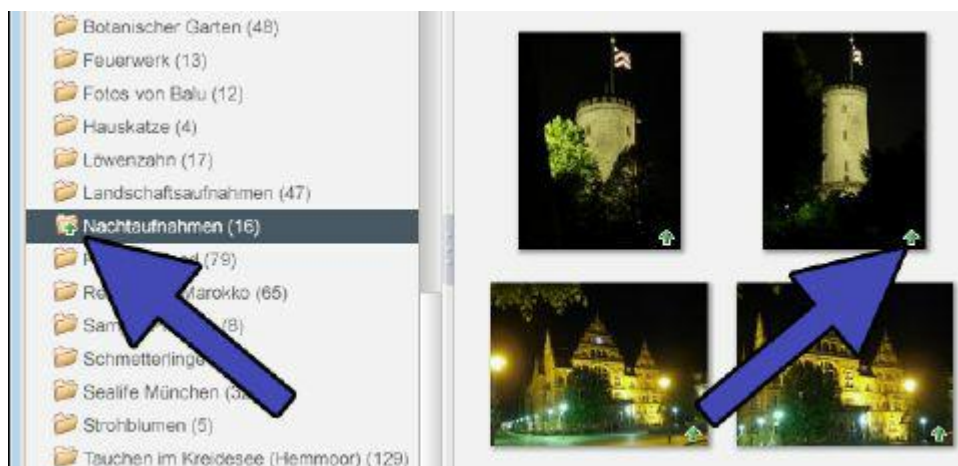 Botanischer Garten (48)
Feuerwerk (13)
Fotos von Balu (12)
Hauskatze (4)
Löwenzahn (17)
Landschaftsaufnahmen (47)
Nachtaufnahmen (16)
(79)
Marokko (65)
(8)
Schmetterlinge
Sealife München
Strohblumen (5)
Tauchen im Kreidesee (Hemmoor) (129)